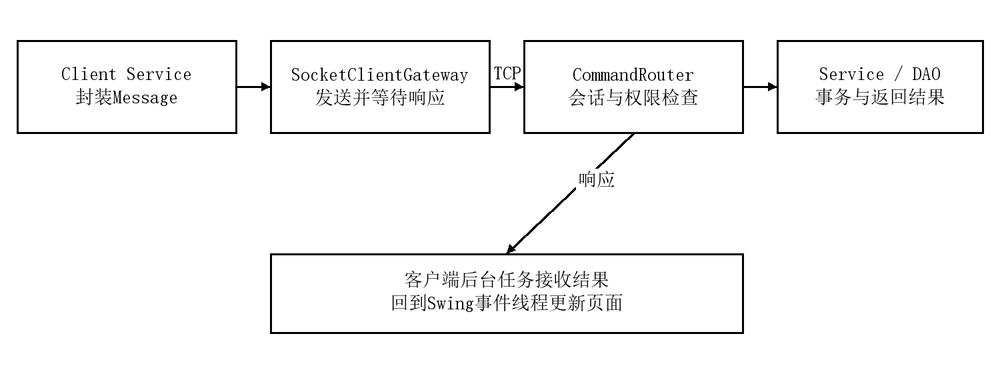 Client Service
封装Message
SocketClientGateway
发送并等待响应
TCP
CommandRouter
会话与权限检查
Service / DAO
事务与返回结果
响应
客户端后台任务接收结果
回到Swing事件线程更新页面